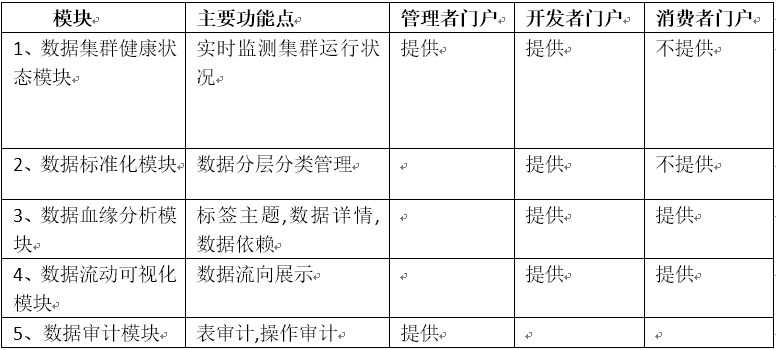 模块 主要功能点 管理者门户 开发者门户 消费者门户
1、数据集群健康状 实时监测集群运行状 提供 提供 不提供
态模块 况
2、数据标准化模块 数据分层分类管理 提供 不提供
3、数据血缘分析模 标签主题,数据详情, 提供 提供
块 数据依赖
4、数据流动可视化 数据流向展示 提供 提供
模块
5、数据审计模块 表审计,操作审计 提供